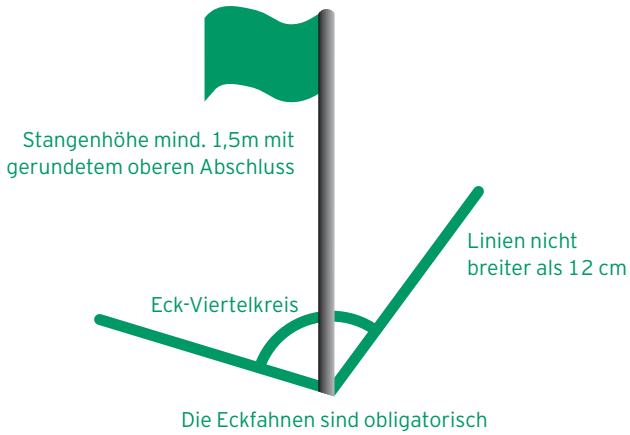 Stangenhöhe mind. 1,5m mit
gerundetem oberen Abschluss
Linien nicht
breiter als 12 cm
Eck-Viertelkreis
Die Eckfahnen sind obligatorisch